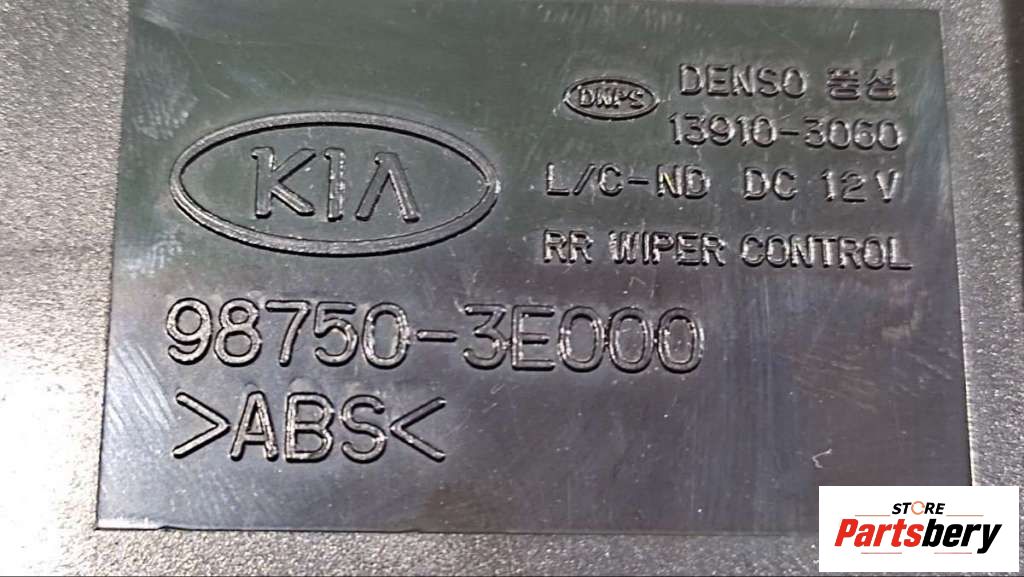 KIA
DNPS DENSO 풍성
13910-3060
L/C-ND DC 12V
RR WIPER CONTROL
98750-3E000
>ABS<
STORE
Partsbery